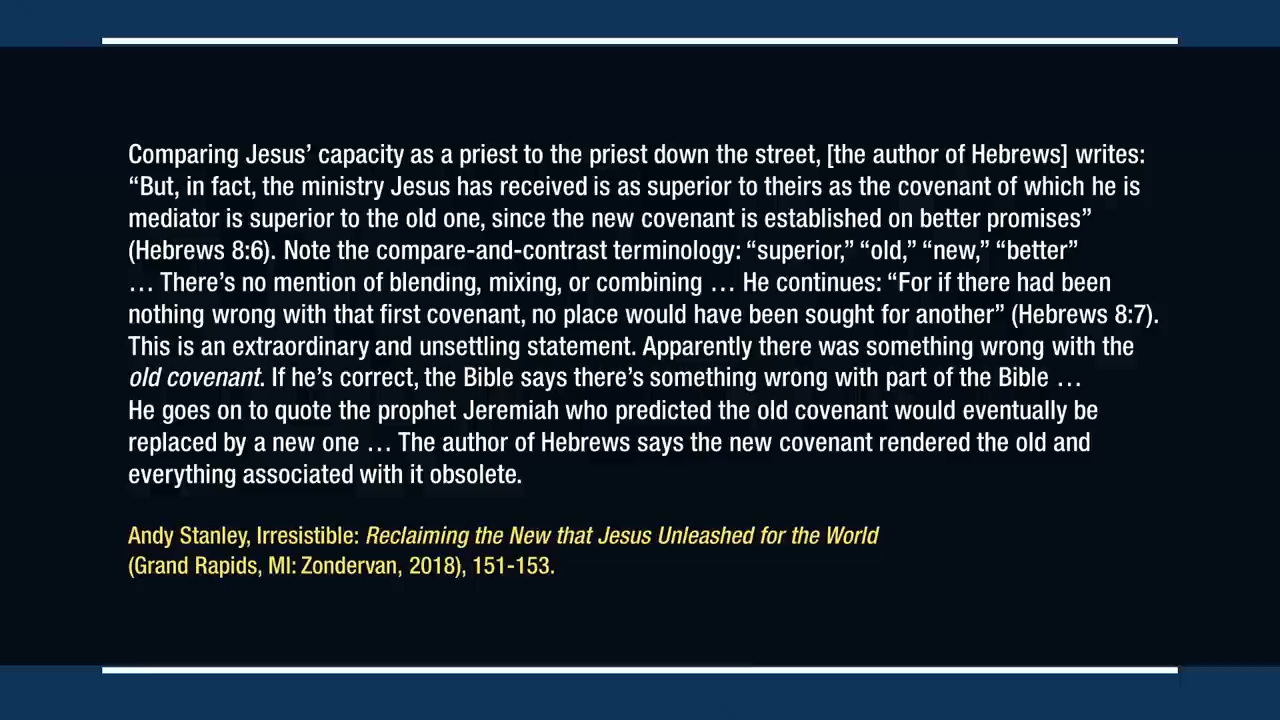 Comparing Jesus’ capacity as a priest to the priest down the street, [the author of Hebrews] writes:
“But, in fact, the ministry Jesus has received is as superior to theirs as the covenant of which he is
mediator is superior to the old one, since the new covenant is established on better promises”
(Hebrews 8:6). Note the compare-and-contrast terminology: “superior,” “old,” “new,” “better”
… There’s no mention of blending, mixing, or combining … He continues: “For if there had been
nothing wrong with that first covenant, no place would have been sought for another” (Hebrews 8:7).
This is an extraordinary and unsettling statement. Apparently there was something wrong with the
old covenant. If he’s correct, the Bible says there’s something wrong with part of the Bible …
He goes on to quote the prophet Jeremiah who predicted the old covenant would eventually be
replaced by a new one … The author of Hebrews says the new covenant rendered the old and
everything associated with it obsolete.
Andy Stanley, Irresistible: Reclaiming the New that Jesus Unleashed for the World
(Grand Rapids, MI: Zondervan, 2018), 151-153.